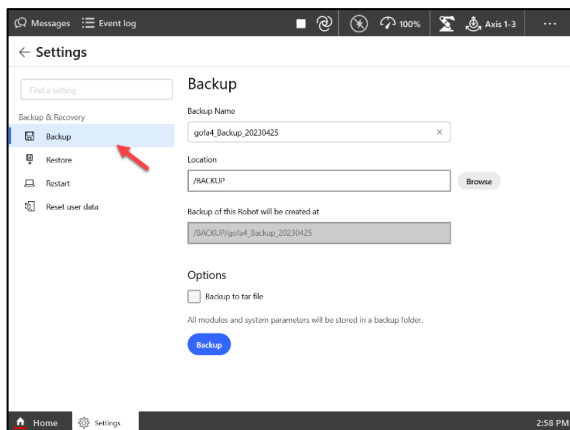 Messages Event log 100% Axis 1-3 ...
Settings
Find a setting
Backup & Recovery
Backup
Restore
Restart
Reset user data
Backup
Backup Name
gofa4_Backup_20230425
Location
/BACKUP
Browse
Backup of this Robot will be created at
/BACKUP/gofa4_Backup_20230425
Options
Backup to tar file
All modules and system parameters will be stored in a backup folder.
Backup
Home Settings 2:58 PM